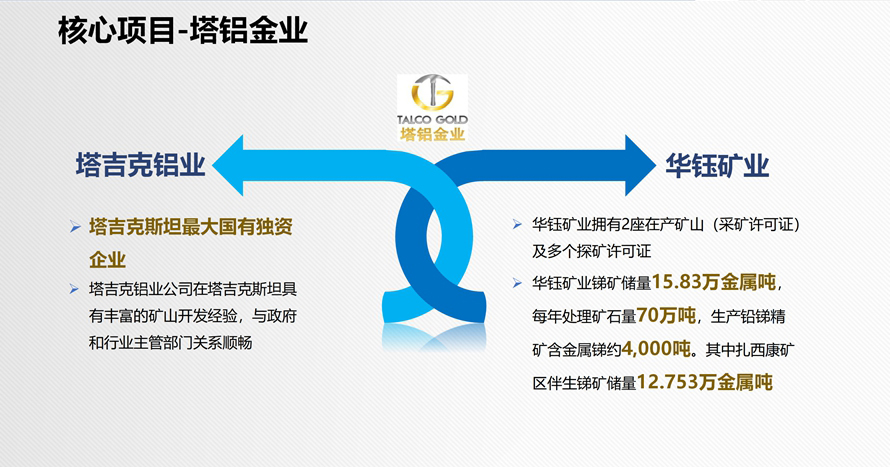 核心项目-塔铝金业
TALCO GOLD
塔铝金业
塔吉克铝业
华钰矿业
塔吉克斯坦最大国有独资
企业
塔吉克铝业公司在塔吉克斯坦具
有丰富的矿山开发经验，与政府
和行业主管部门关系顺畅
华钰矿业拥有2座在产矿山（采矿许可证）
及多个探矿许可证
华钰矿业锑矿储量15.83万金属吨，
每年处理矿石量70万吨，生产铅锑精
矿含金属锑约4,000吨。其中扎西康矿
区伴生锑矿储量12.753万金属吨